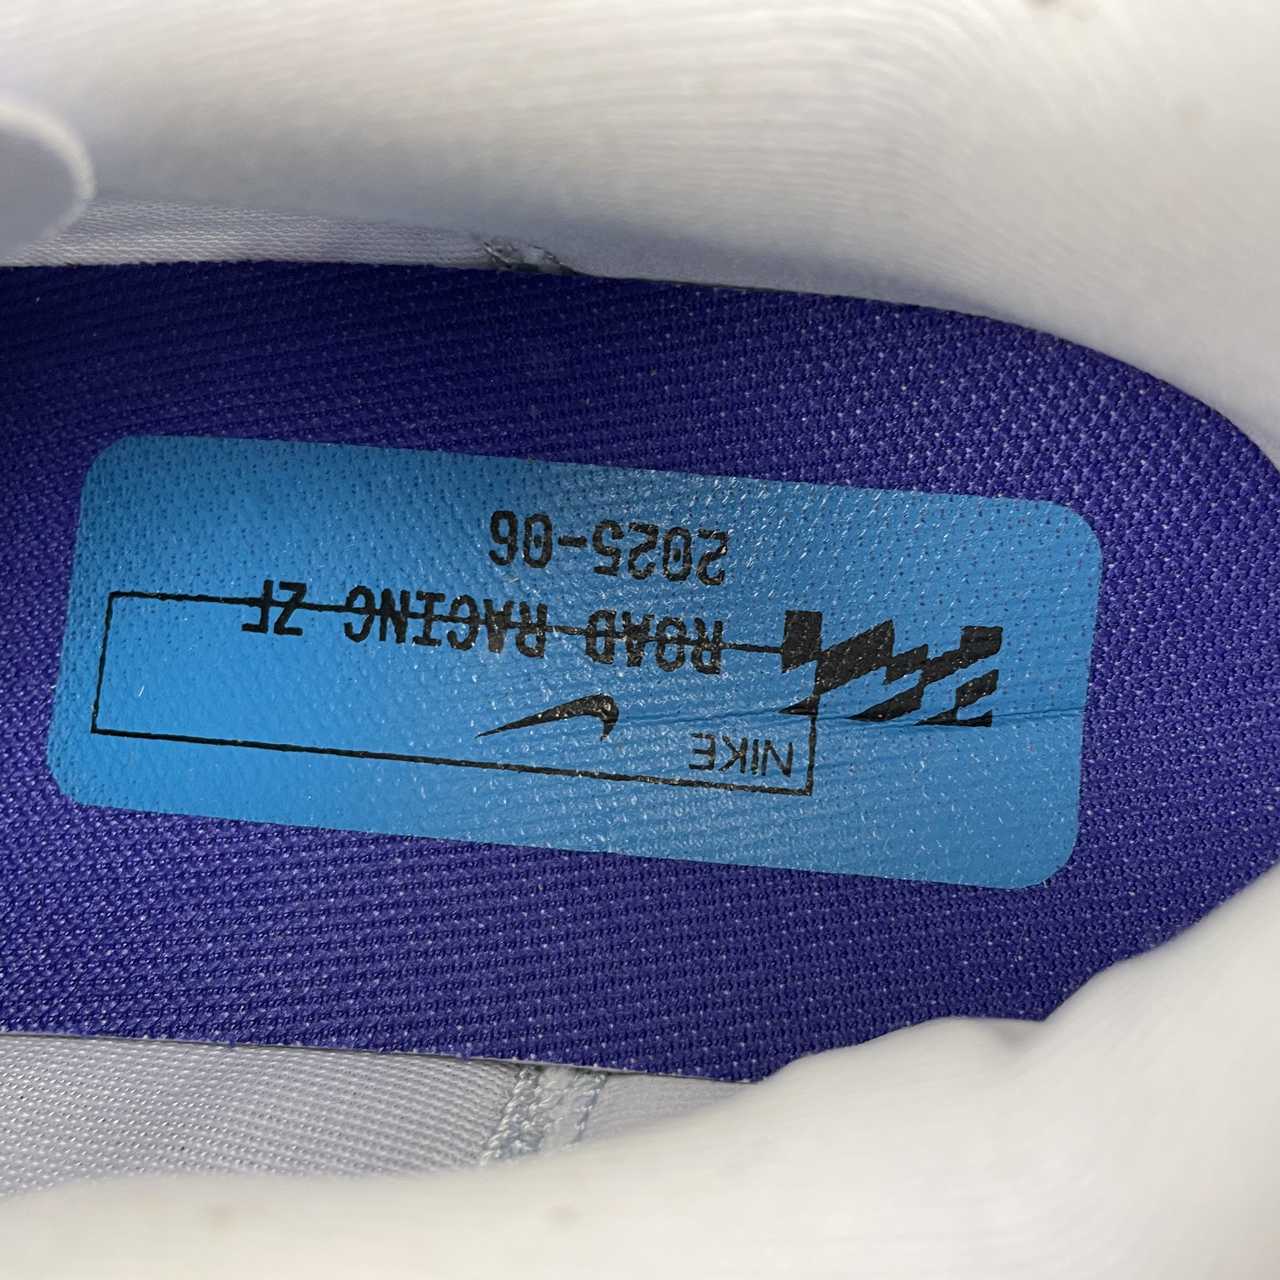 NIKE
ROAD RACING ZF
2025-06